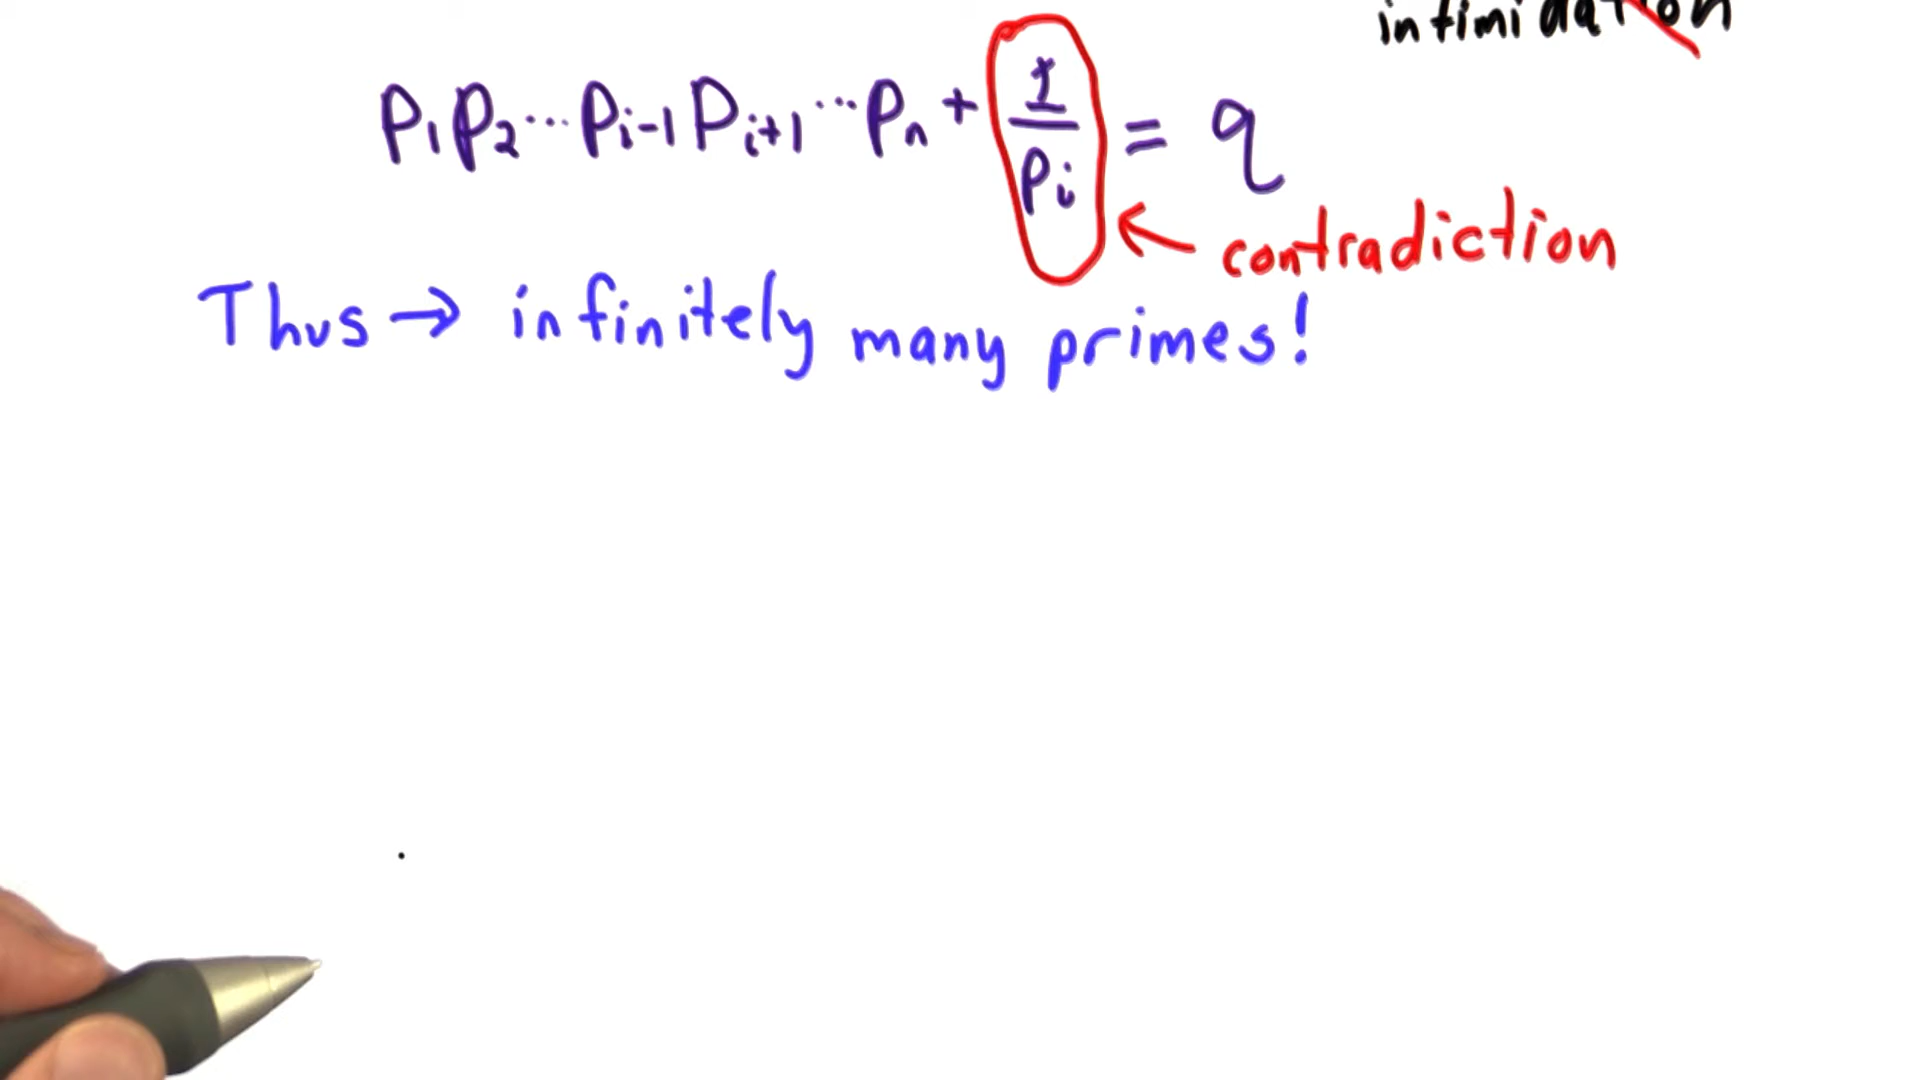 intimidation
p₁p₂...pᵢ₋₁pᵢ₊₁...pₙ + 1/pᵢ = q
← contradiction
Thus → infinitely many primes!